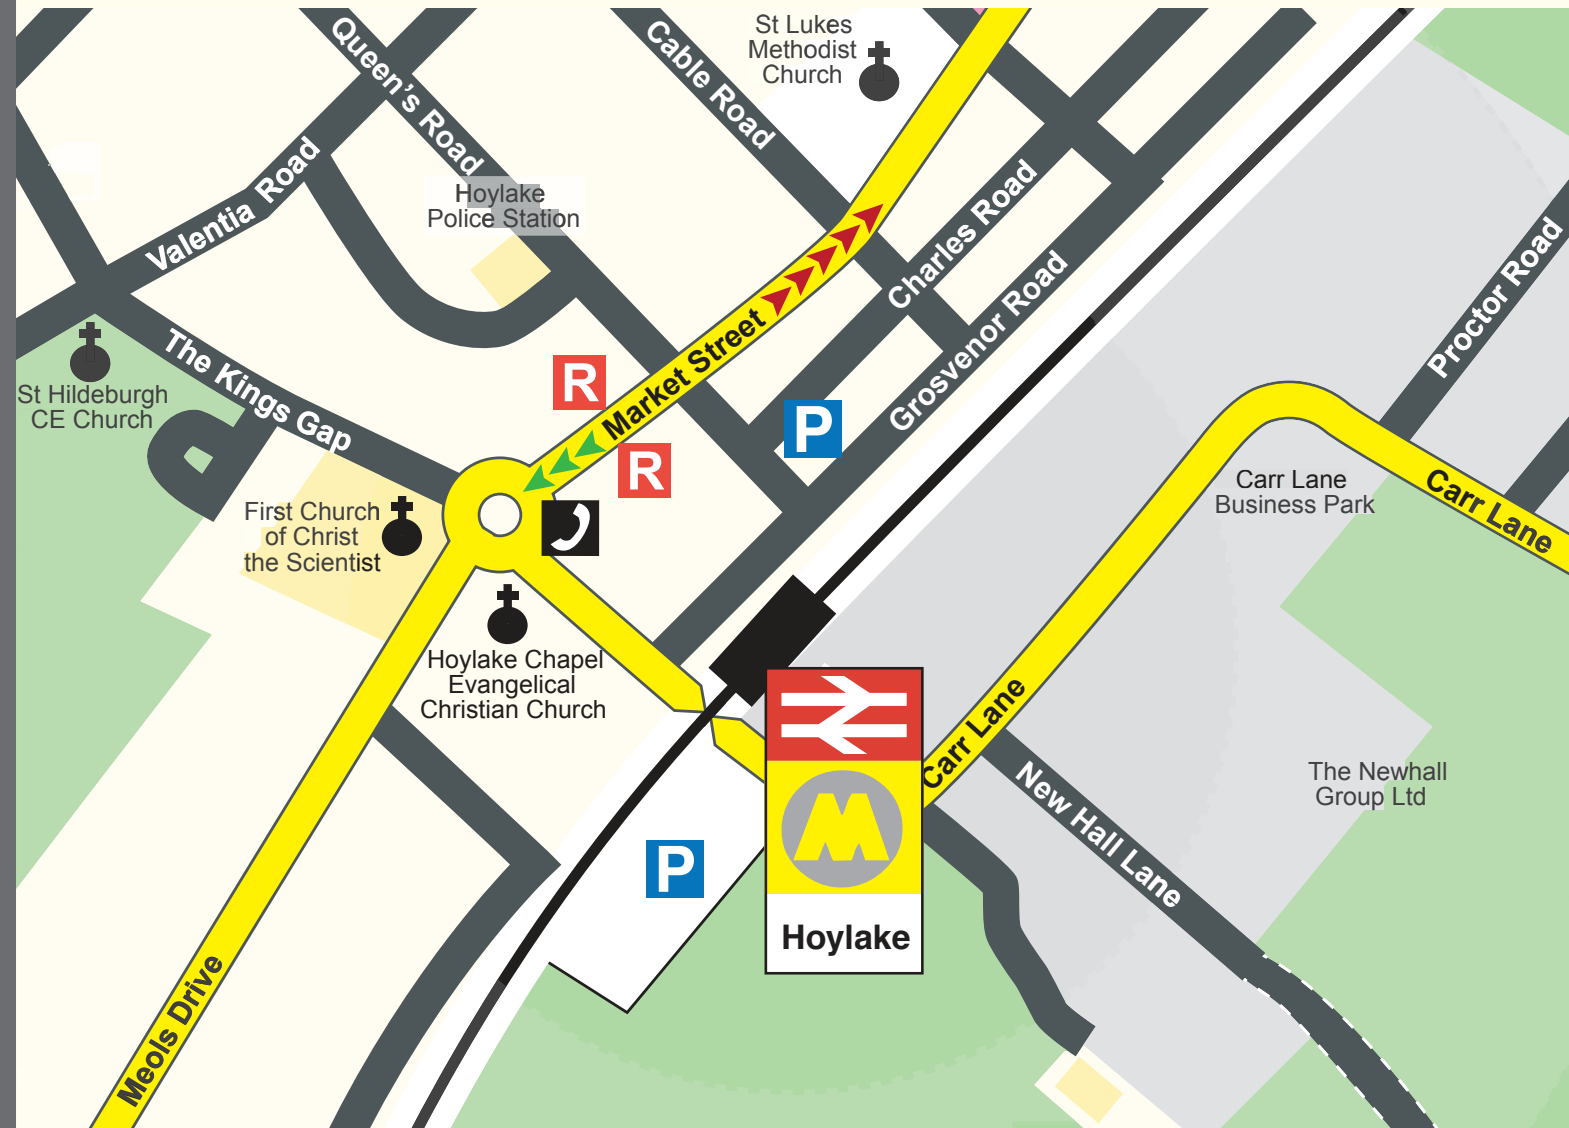 St Lukes
Methodist
Church
Queen's Road
Cable Road
Valentia Road
Hoylake
Police Station
Charles Road
Grosvenor Road
Proctor Road
The Kings Gap
Market Street
R
R
P
St Hildeburgh
CE Church
First Church
of Christ
the Scientist
Carr Lane
Business Park
Carr Lane
Hoylake Chapel
Evangelical
Christian Church
Carr Lane
New Hall Lane
The Newhall
Group Ltd
P
M
Hoylake
Meols Drive